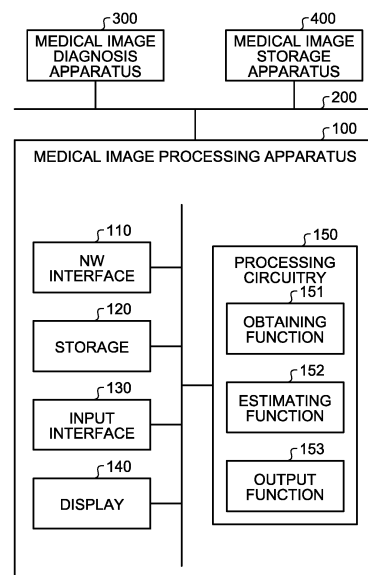 300
MEDICAL IMAGE
DIAGNOSIS
APPARATUS
400
MEDICAL IMAGE
STORAGE
APPARATUS
200
100
MEDICAL IMAGE PROCESSING APPARATUS
110
NW
INTERFACE
120
STORAGE
130
INPUT
INTERFACE
140
DISPLAY
150
PROCESSING
CIRCUITRY
151
OBTAINING
FUNCTION
152
ESTIMATING
FUNCTION
153
OUTPUT
FUNCTION